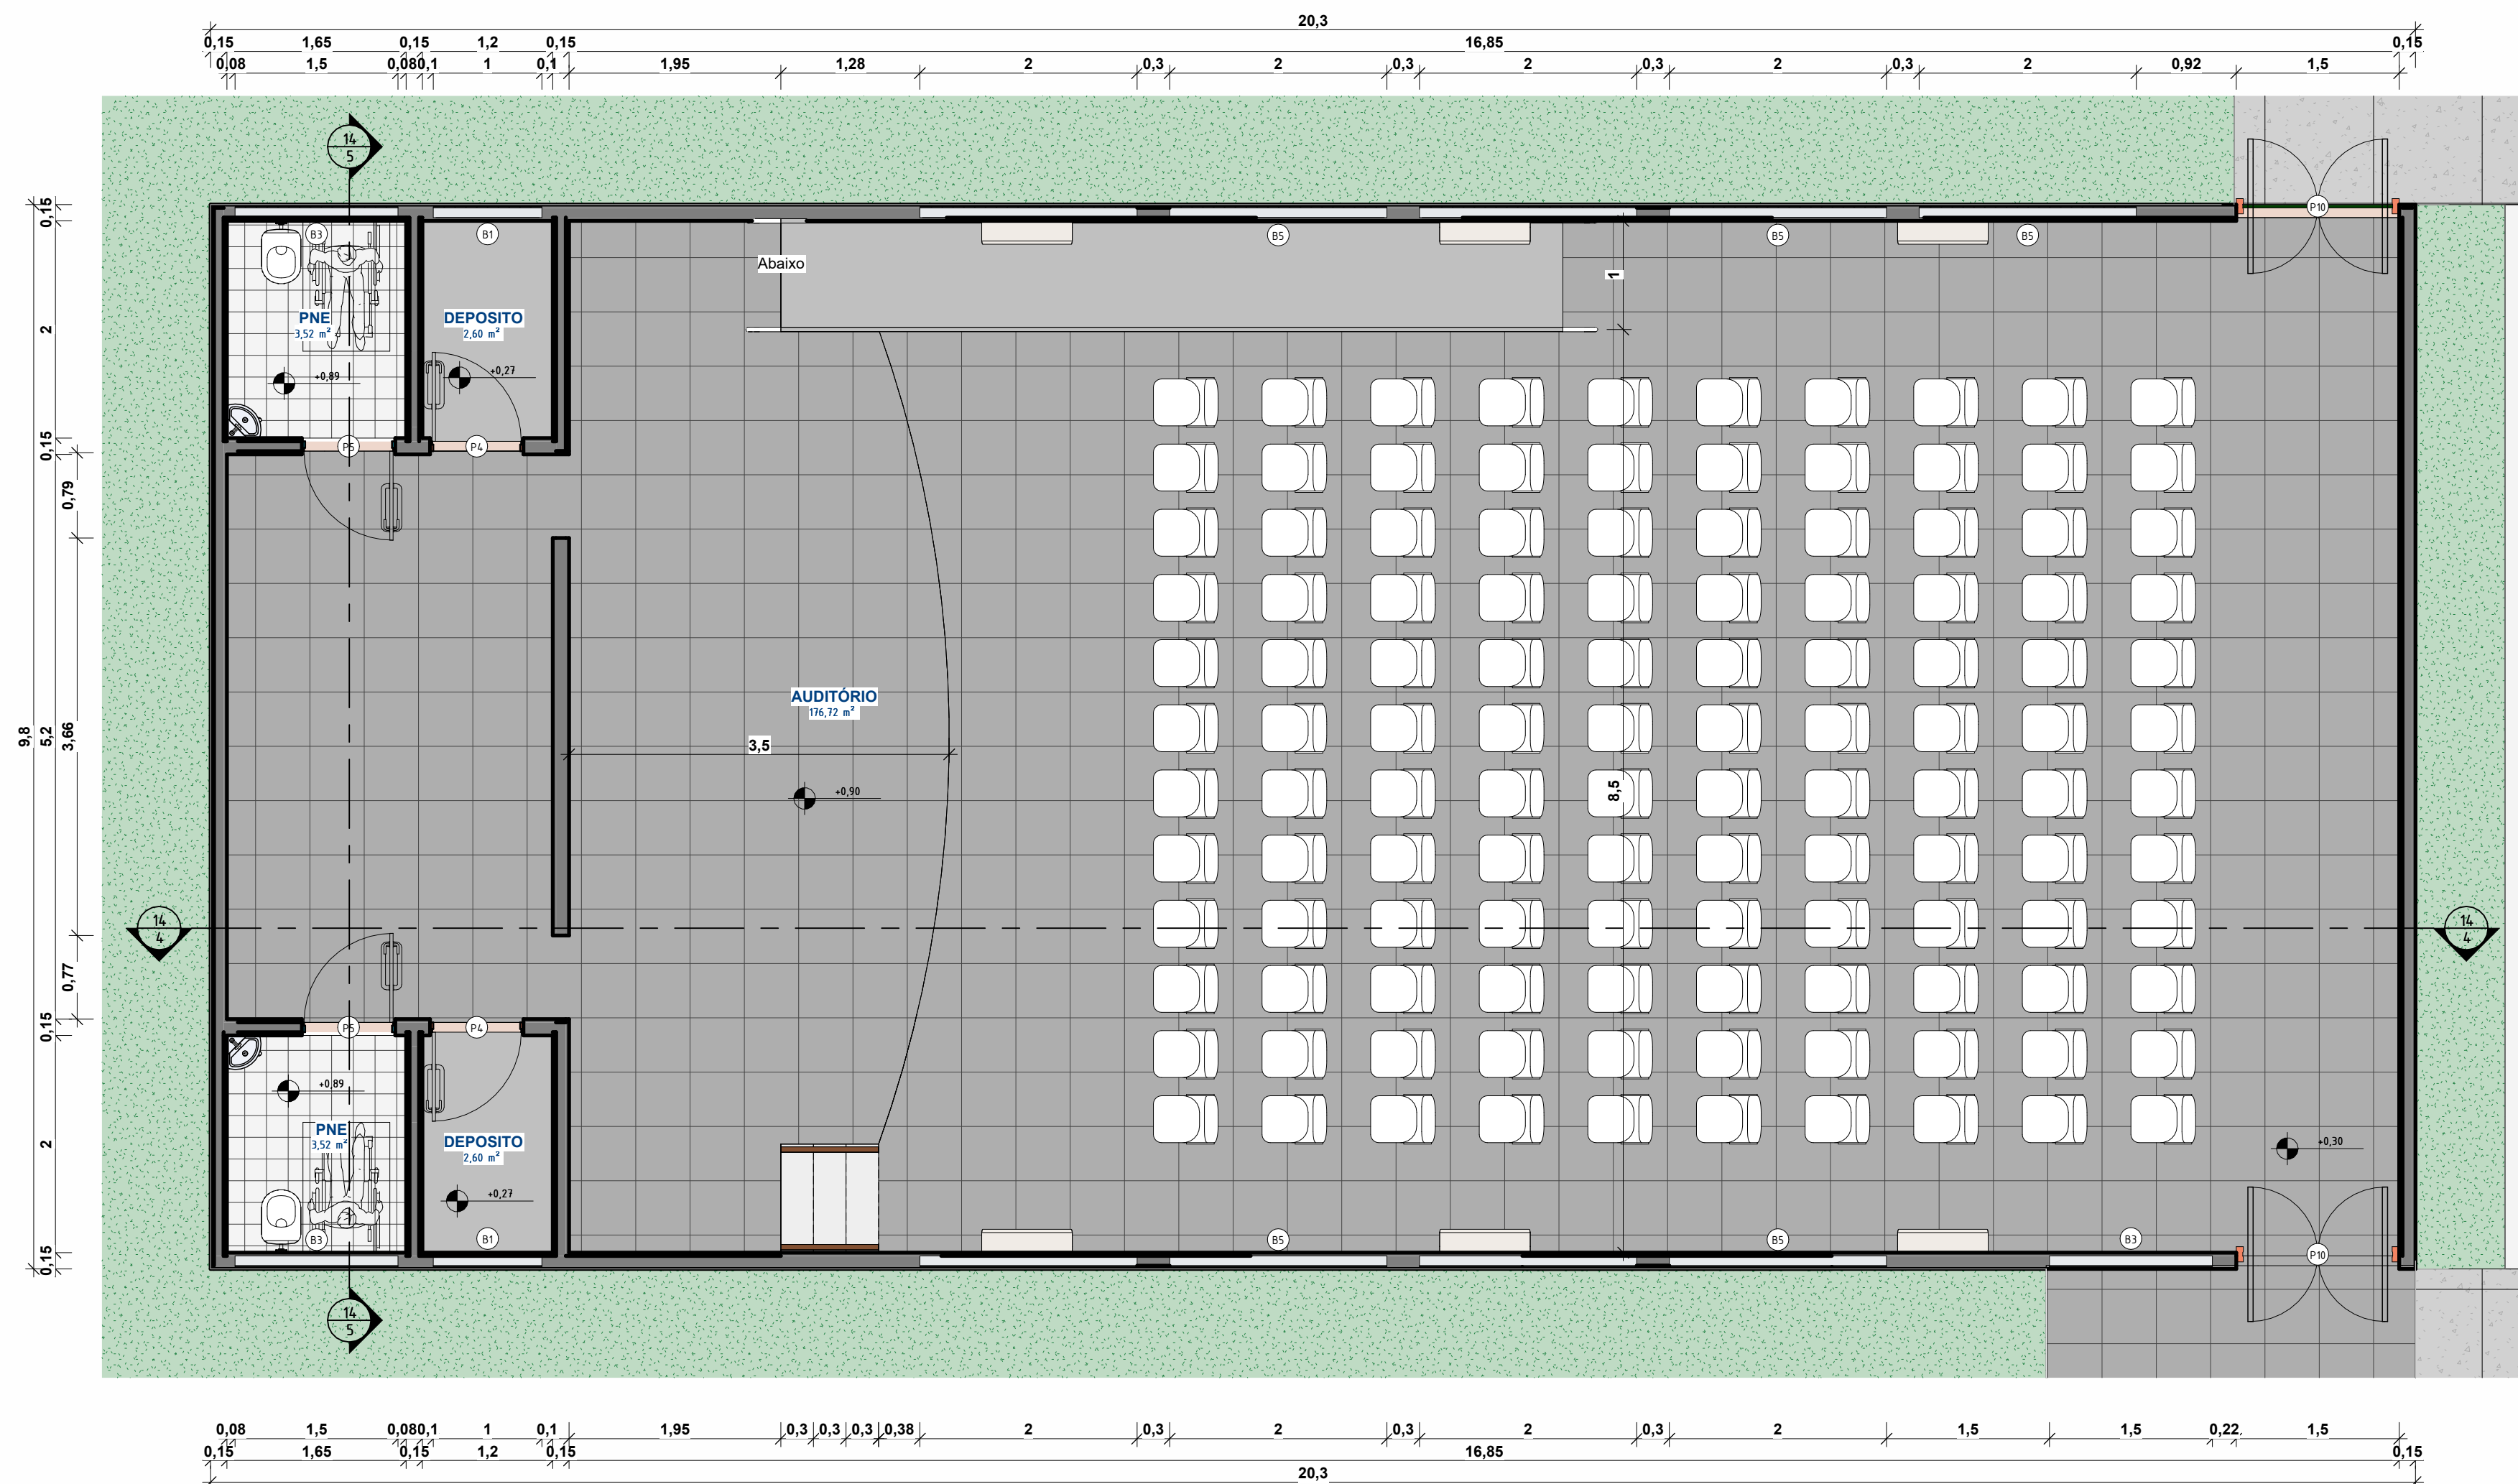 20,3
0,15 1,65 0,15 1,2 0,15 16,85 0,15
0,08 1,5 0,08 0,1 1 0,1 1,95 1,28 2 0,3 2 0,3 2 0,3 2 0,3 2 0,92 1,5
14
5
0,15
2
0,15
0,79
9,8
5,2
3,66
0,77
0,15
2
0,15
P10
B3
B1
B5
B5
B5
Abaixo
1
PNE
3,52 m²
DEPOSITO
2,60 m²
+0,89
+0,27
P5
P4
AUDITÓRIO
176,72 m²
3,5
+0,90
8,5
14
4
14
4
P5
P4
+0,89
PNE
3,52 m²
DEPOSITO
2,60 m²
+0,27
+0,30
B3
B1
B5
B5
B3
P10
14
5
0,08 1,5 0,08 0,1 1 0,1 1,95 0,3 0,3 0,3 0,38 2 0,3 2 0,3 2 0,3 2 1,5 1,5 0,22 1,5
0,15 1,65 0,15 1,2 0,15 16,85 0,15
20,3